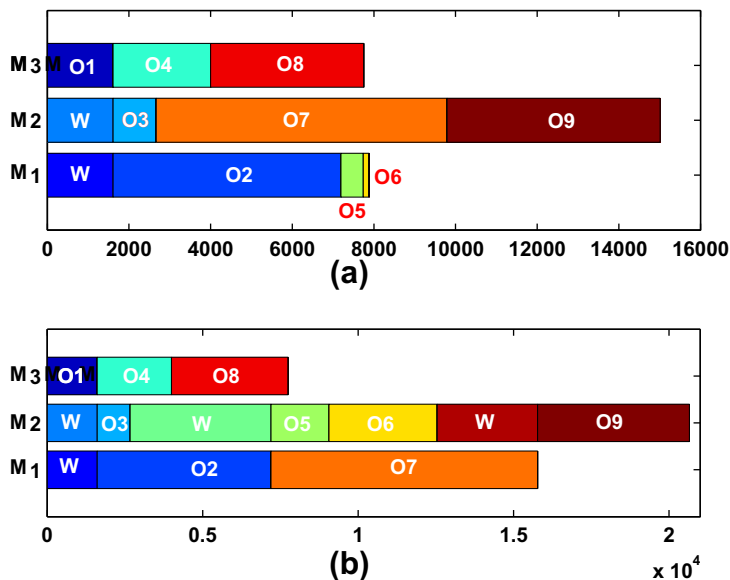 M3 M O1 O4 O8
M2 W O3 O7 O9
M1 W O2 O6
O5
0 2000 4000 6000 8000 10000 12000 14000 16000
(a)
M3 M O1 M O4 O8
M2 W O3 W O5 O6 W O9
M1 W O2 O7
0 0.5 1 1.5 2
(b) x 10^4